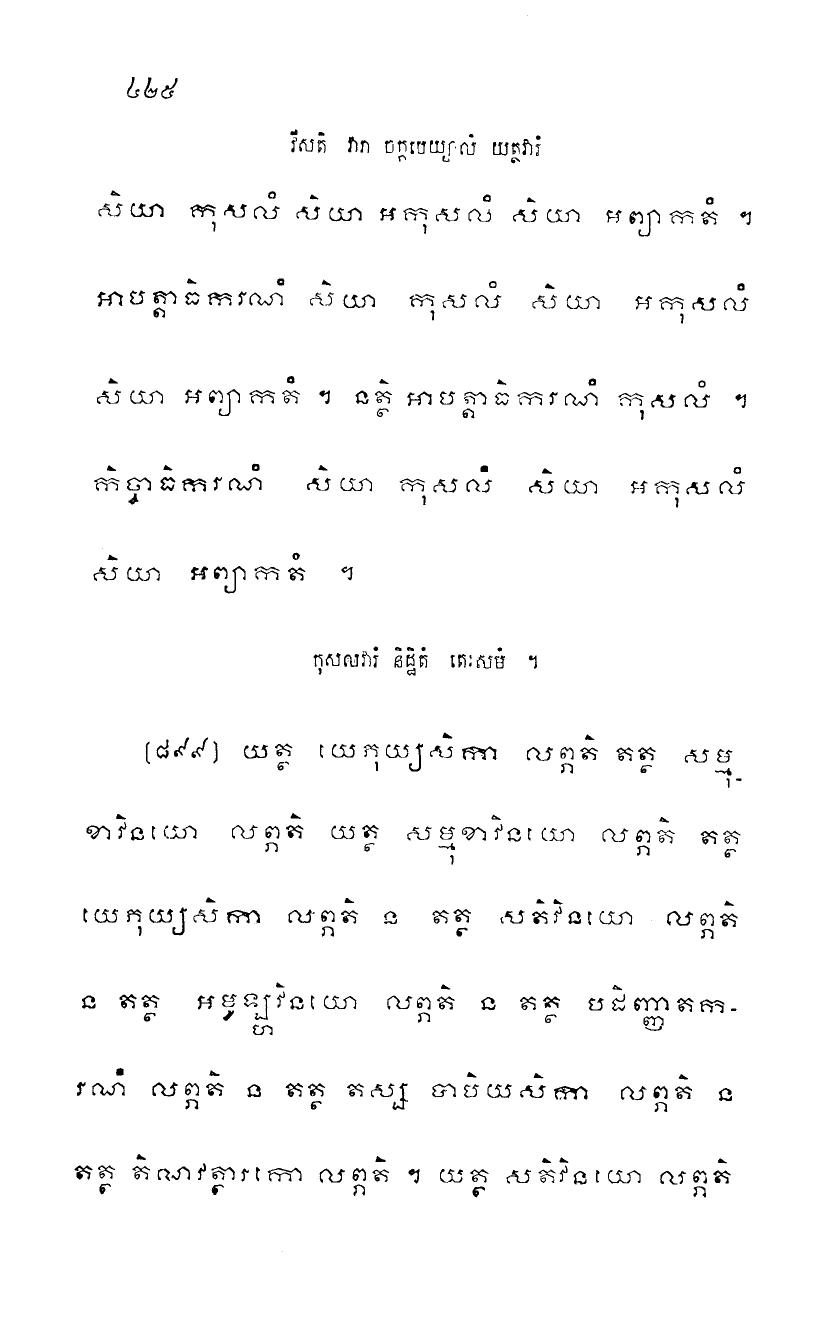 ៤២៥
វីសតិ វារា ចក្កបេយ្យាលំ យត្ថវារំ
សិយា កុសលំ សិយា អកុសលំ សិយា អព្យាកតំ ។
អាបត្តាធិករណំ សិយា កុសលំ សិយា អកុសលំ
សិយា អព្យាកតំ ។ នត្ថិ អាបត្តាធិករណំ កុសលំ ។
កិច្ចាធិករណំ សិយា កុសលំ សិយា អកុសលំ
សិយា អព្យាកតំ ។
កុសលវារំ និដ្ឋិតំ តេរសមំ ។
[៨៩៩] យត្ថ យេភុយ្យសិកា លព្ភតិ តត្ថ សម្មុ-
ខាវិនយោ លព្ភតិ យត្ថ សម្មុខាវិនយោ លព្ភតិ តត្ថ
យេភុយ្យសិកា លព្ភតិ ន តត្ថ សតិវិនយោ លព្ភតិ
ន តត្ថ អមូឡ្ហវិនយោ លព្ភតិ ន តត្ថ បដិញ្ញាតក-
រណំ លព្ភតិ ន តត្ថ តស្ស បាបិយសិកា លព្ភតិ ន
តត្ថ តិណវត្ថារកោ លព្ភតិ ។ យត្ថ សតិវិនយោ លព្ភតិ